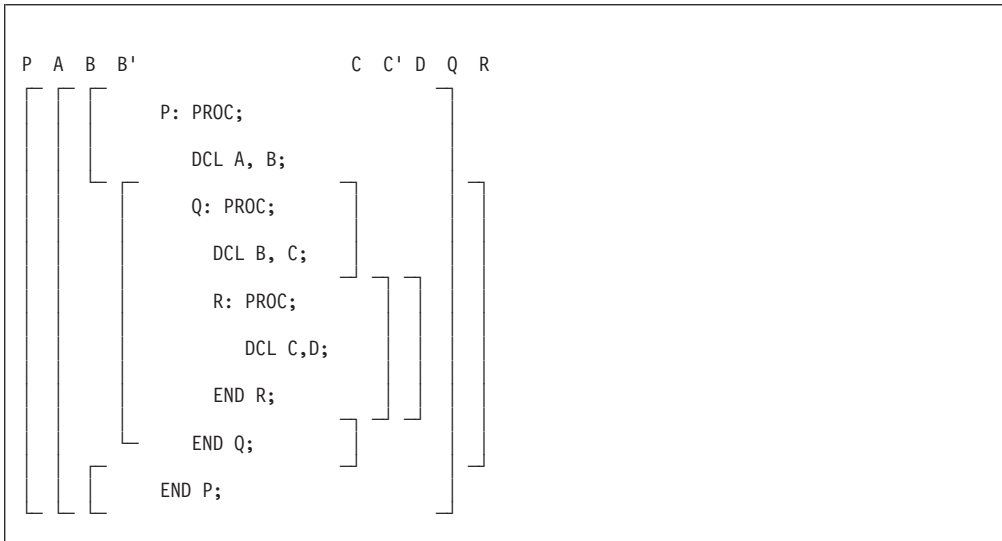 P A B B' C C' D Q R
P: PROC;
DCL A, B;
Q: PROC;
DCL B, C;
R: PROC;
DCL C,D;
END R;
END Q;
END P;